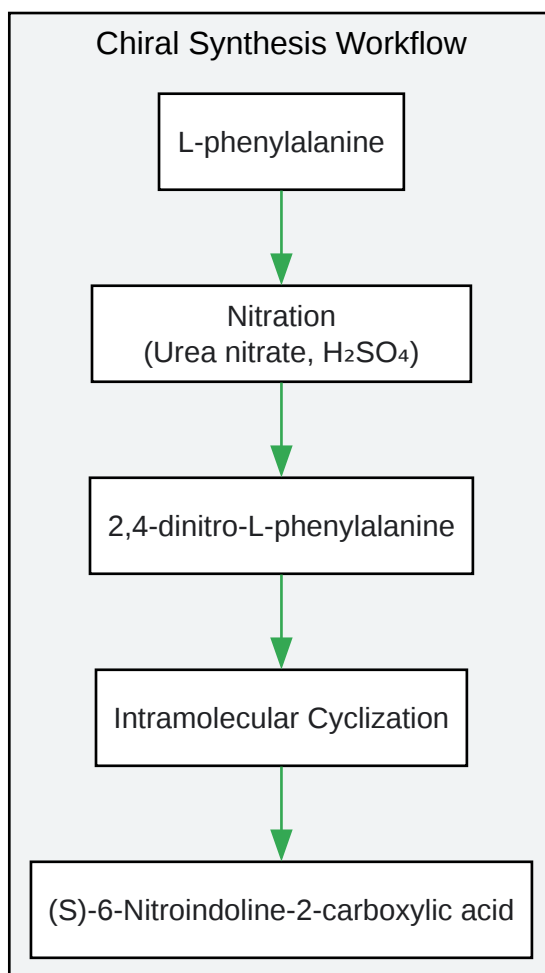 Chiral Synthesis Workflow
L-phenylalanine
Nitration
(Urea nitrate, H₂SO₄)
2,4-dinitro-L-phenylalanine
Intramolecular Cyclization
(S)-6-Nitroindoline-2-carboxylic acid